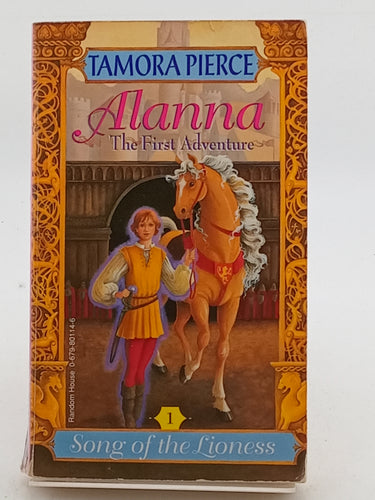 TAMORA PIERCE
Alanna
The First Adventure
Random House 0-679-80114-6
1
Song of the Lioness